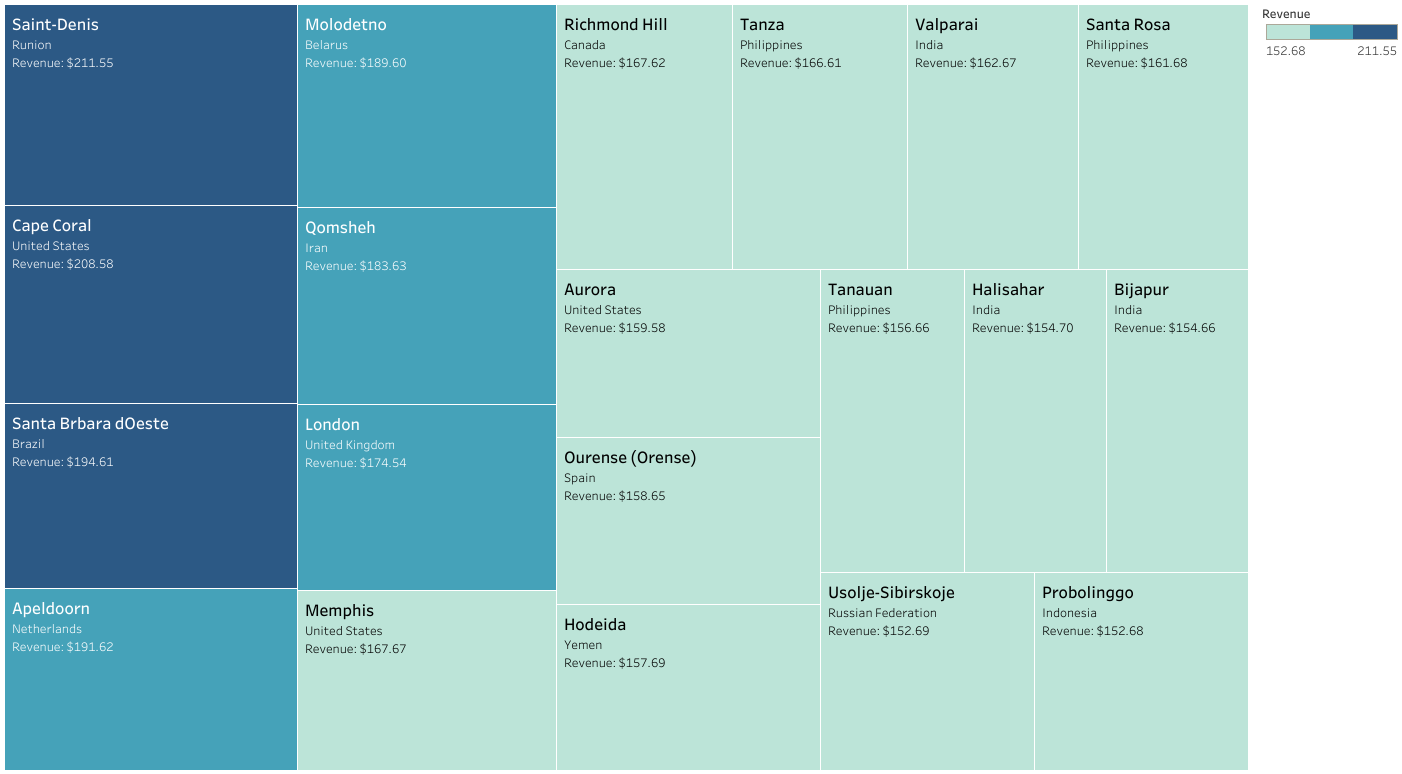 Saint-Denis
Runion
Revenue: $211.55
Cape Coral
United States
Revenue: $208.58
Santa Brbara dOeste
Brazil
Revenue: $194.61
Apeldoorn
Netherlands
Revenue: $191.62
Molodetno
Belarus
Revenue: $189.60
Qomsheh
Iran
Revenue: $183.63
London
United Kingdom
Revenue: $174.54
Memphis
United States
Revenue: $167.67
Richmond Hill
Canada
Revenue: $167.62
Tanza
Philippines
Revenue: $166.61
Valparai
India
Revenue: $162.67
Santa Rosa
Philippines
Revenue: $161.68
Aurora
United States
Revenue: $159.58
Ourense (Orense)
Spain
Revenue: $158.65
Hodeida
Yemen
Revenue: $157.69
Tanauan
Philippines
Revenue: $156.66
Halisahar
India
Revenue: $154.70
Bijapur
India
Revenue: $154.66
Usolje-Sibirskoje
Russian Federation
Revenue: $152.69
Probolinggo
Indonesia
Revenue: $152.68
Revenue
152.68 211.55